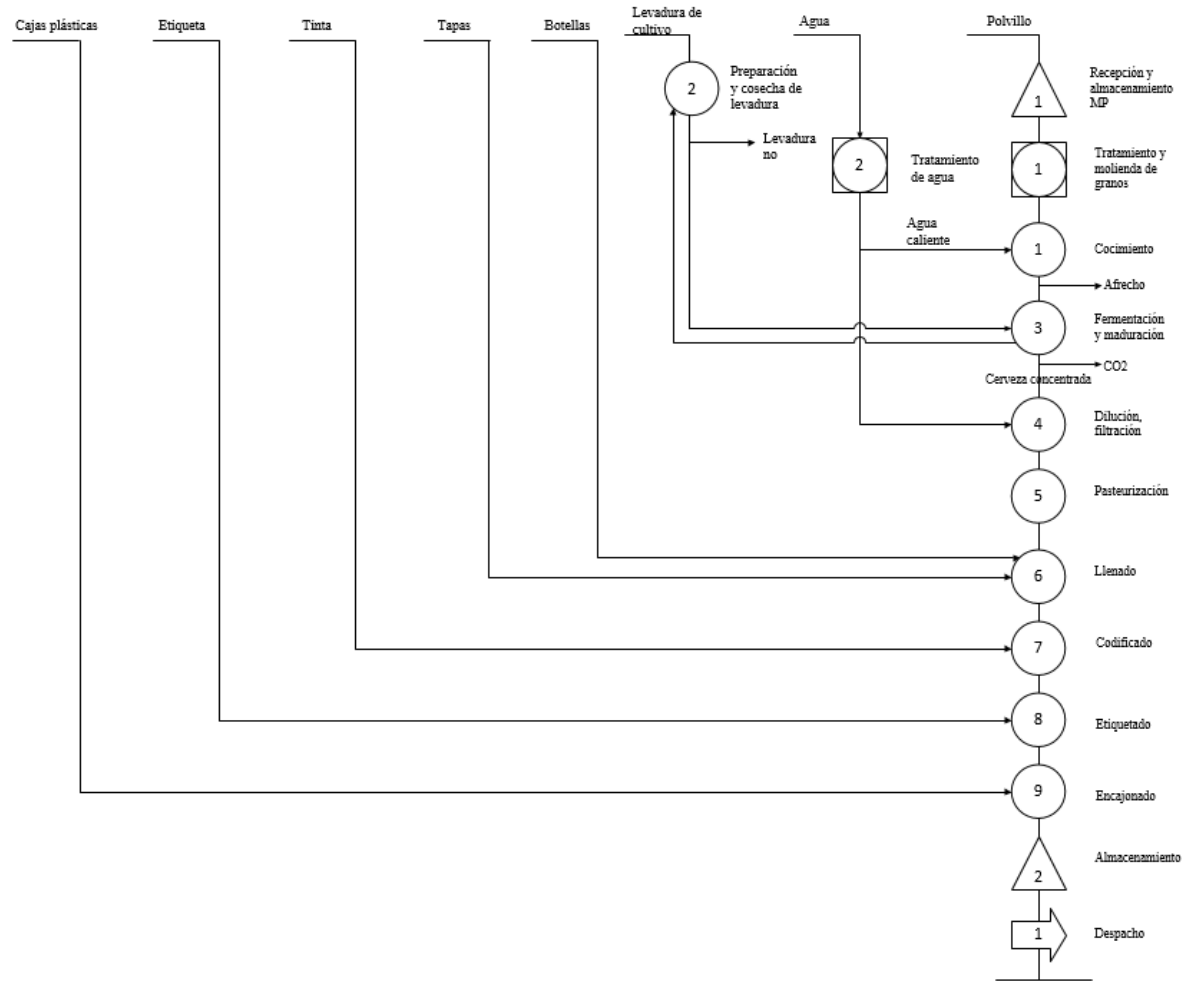 Cajas plásticas
Etiqueta
Tinta
Tapas
Botellas
Levadura de
cultivo
Agua
Polvillo
2
Preparación
y cosecha de
levadura
1
Recepción y
almacenamiento
MP
Levadura
no
2
Tratamiento
de agua
1
Tratamiento y
molienda de
granos
Agua
caliente
1
Cocimiento
Afrecho
3
Fermentación
y maduración
CO2
Cerveza concentrada
4
Dilución,
filtración
5
Pasteurización
6
Llenado
7
Codificado
8
Etiquetado
9
Encajonado
2
Almacenamiento
1
Despacho